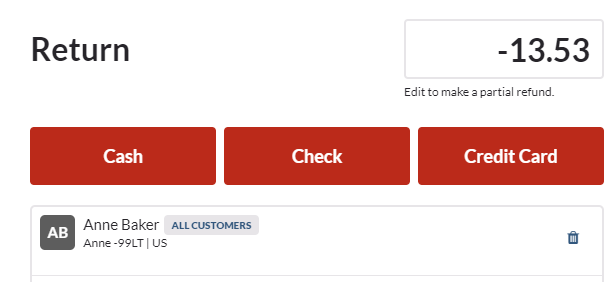 Return
-13.53
Edit to make a partial refund.
Cash
Check
Credit Card
AB
Anne Baker ALL CUSTOMERS
Anne -99LT | US